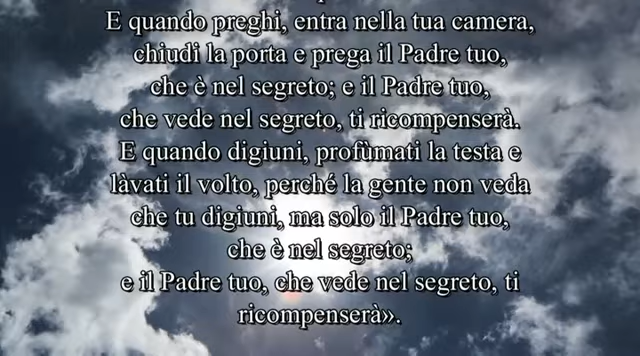 E quando preghi, entra nella tua camera,
chiudi la porta e prega il Padre tuo,
che è nel segreto; e il Padre tuo,
che vede nel segreto, ti ricompenserà.
E quando digiuni, profùmati la testa e
làvati il volto, perché la gente non veda
che tu digiuni, ma solo il Padre tuo,
che è nel segreto;
e il Padre tuo, che vede nel segreto, ti
ricompenserà».